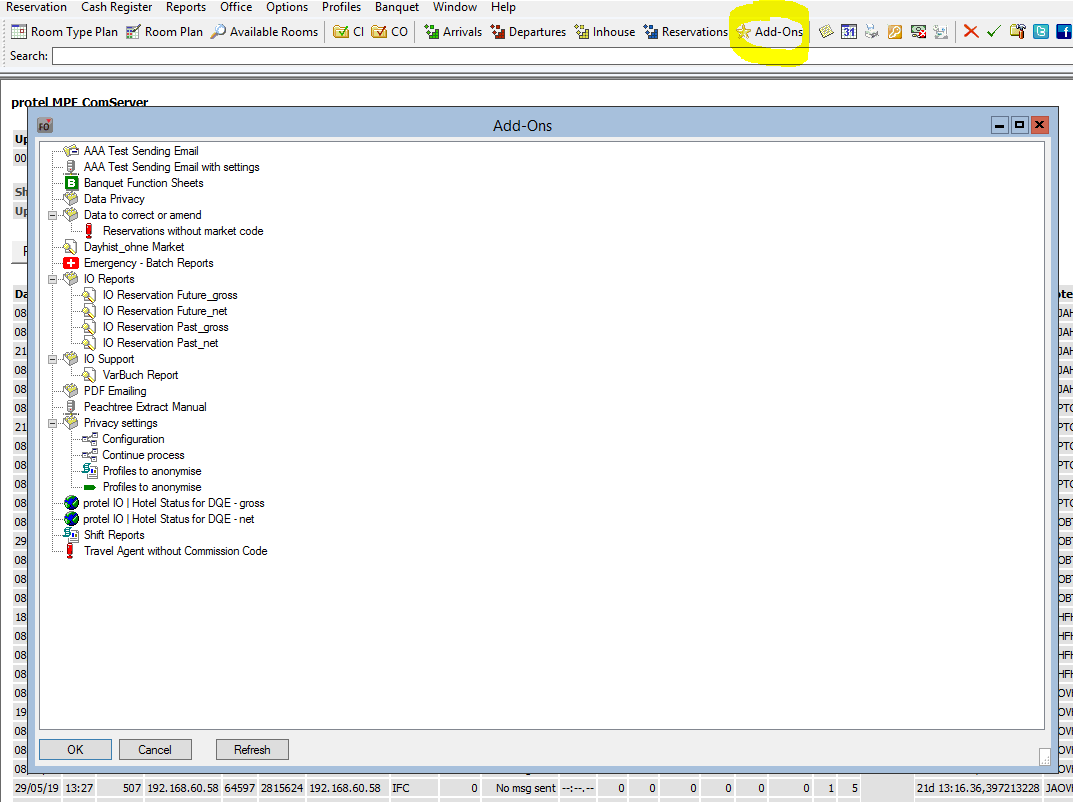 Reservation Cash Register Reports Office Options Profiles Banquet Window Help
Room Type Plan Room Plan Available Rooms CI CO Arrivals Departures Inhouse Reservations Add-Ons 31
Search:
protel MPE ComServer
FO Add-Ons
AAA Test Sending Email
AAA Test Sending Email with settings
B Banquet Function Sheets
Data Privacy
Data to correct or amend
Reservations without market code
Dayhist_ohne Market
Emergency - Batch Reports
IO Reports
IO Reservation Future_gross
IO Reservation Future_net
IO Reservation Past_gross
IO Reservation Past_net
IO Support
VarBuch Report
PDF Emailing
Peachtree Extract Manual
Privacy settings
Configuration
Continue process
Profiles to anonymise
Profiles to anonymise
protel IO | Hotel Status for DQE - gross
protel IO | Hotel Status for DQE - net
Shift Reports
Travel Agent without Commission Code
OK Cancel Refresh
29/05/19 13:27 507 192.168.60.58 64597 2815624 192.168.60.58 IFC 0 No msg sent --:--.-- 0 0 0 0 0 0 1 5 21d 13:16.36,397213228 JAOVH